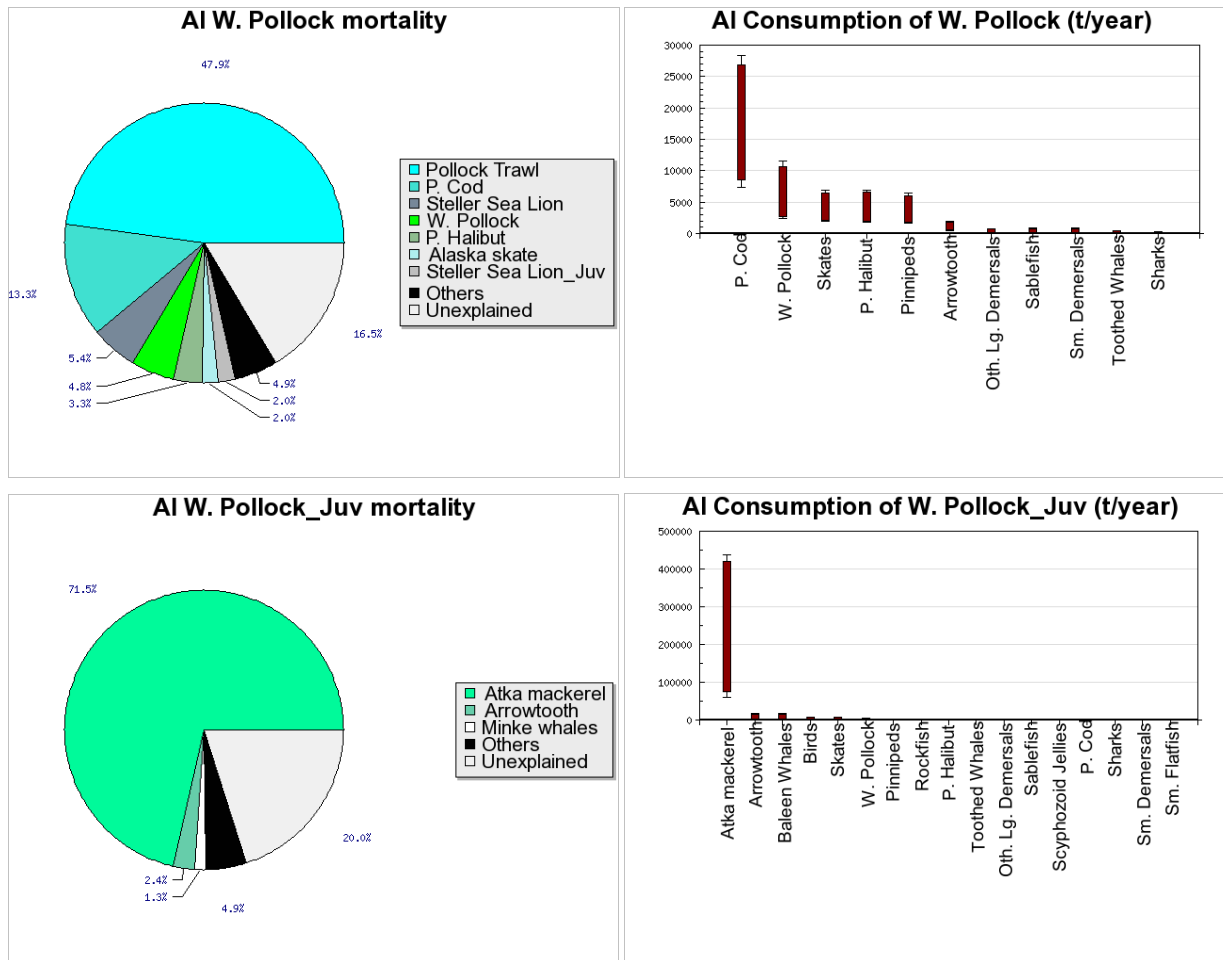 AI W. Pollock mortality
47.9%
13.3%
5.4%
4.8%
3.3%
2.0%
2.0%
4.9%
16.5%
Pollock Trawl
P. Cod
Steller Sea Lion
W. Pollock
P. Halibut
Alaska skate
Steller Sea Lion_Juv
Others
Unexplained
AI Consumption of W. Pollock (t/year)
30000
25000
20000
15000
10000
5000
0
P. Cod
W. Pollock
Skates
P. Halibut
Pinnipeds
Arrowtooth
Oth. Lg. Demersals
Sablefish
Sm. Demersals
Toothed Whales
Sharks
AI W. Pollock_Juv mortality
71.5%
2.4%
1.3%
4.9%
20.0%
Atka mackerel
Arrowtooth
Minke whales
Others
Unexplained
AI Consumption of W. Pollock_Juv (t/year)
500000
400000
300000
200000
100000
0
Atka mackerel
Arrowtooth
Baleen Whales
Birds
Skates
W. Pollock
Pinnipeds
Rockfish
P. Halibut
Toothed Whales
Oth. Lg. Demersals
Sablefish
Scyphozoid Jellies
P. Cod
Sharks
Sm. Demersals
Sm. Flatfish